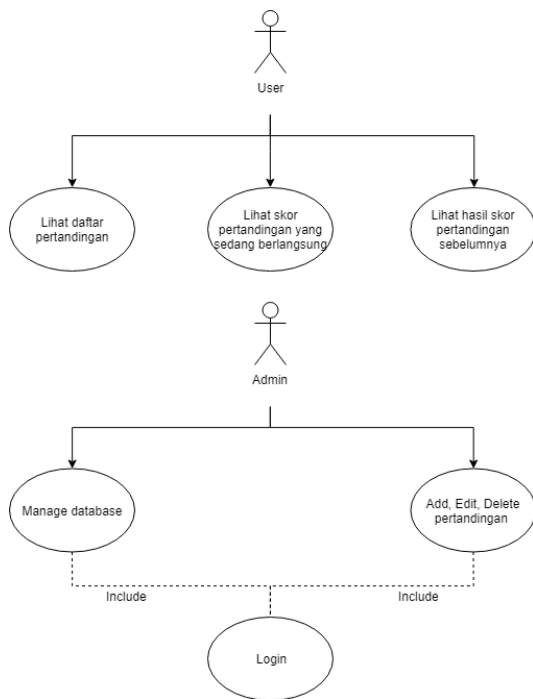 User
Lihat daftar
pertandingan
Lihat skor
pertandingan yang
sedang berlangsung
Lihat hasil skor
pertandingan
sebelumnya
Admin
Manage database
Add, Edit, Delete
pertandingan
Include
Include
Login